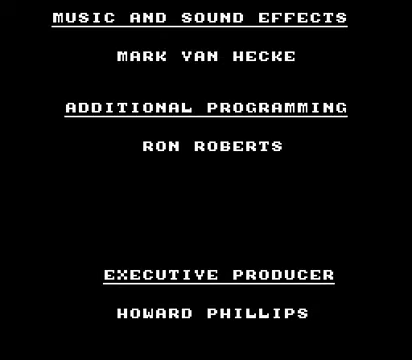 MUSIC AND SOUND EFFECTS
MARK VAN HECKE
ADDITIONAL PROGRAMMING
RON ROBERTS
EXECUTIVE PRODUCER
HOWARD PHILLIPS